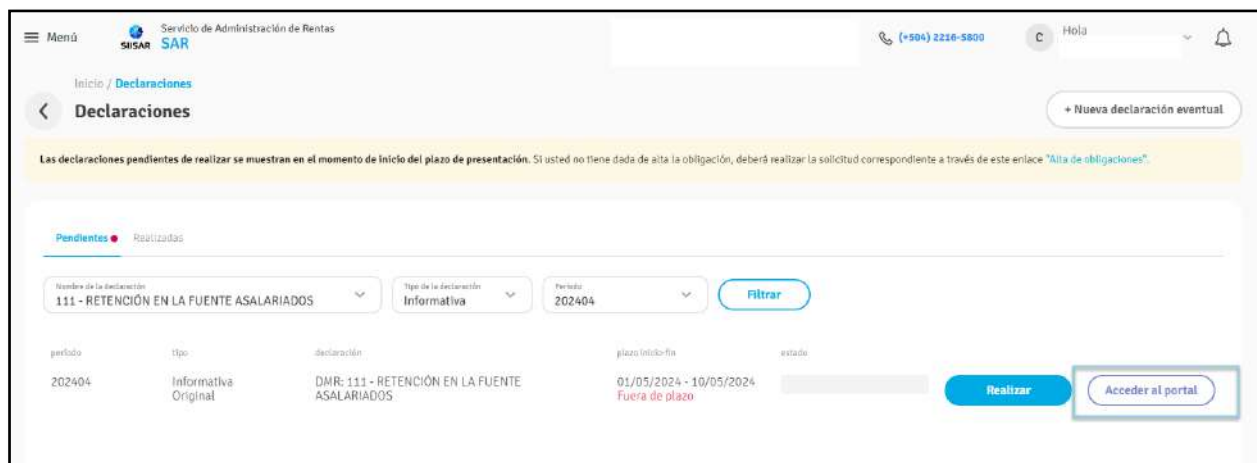 Menú
SIISAR
Servicio de Administración de Rentas
SAR
(+504) 2216-5800
C
Hola
Inicio / Declaraciones
Declaraciones
+ Nueva declaración eventual
Las declaraciones pendientes de realizar se muestran en el momento de inicio del plazo de presentación. Si usted no tiene dada de alta la obligación, deberá realizar la solicitud correspondiente a través de este enlace "Alta de obligaciones".
Pendientes Realizadas
Nombre de la declaración
111 - RETENCIÓN EN LA FUENTE ASALARIADOS
Tipo de la declaración
Informativa
Periodo
202404
Filtrar
periodo tipo declaración plazo inicio-fin estado
202404 Informativa DMR: 111 - RETENCIÓN EN LA FUENTE 01/05/2024 - 10/05/2024
Original ASALARIADOS Fuera de plazo
Realizar Acceder al portal